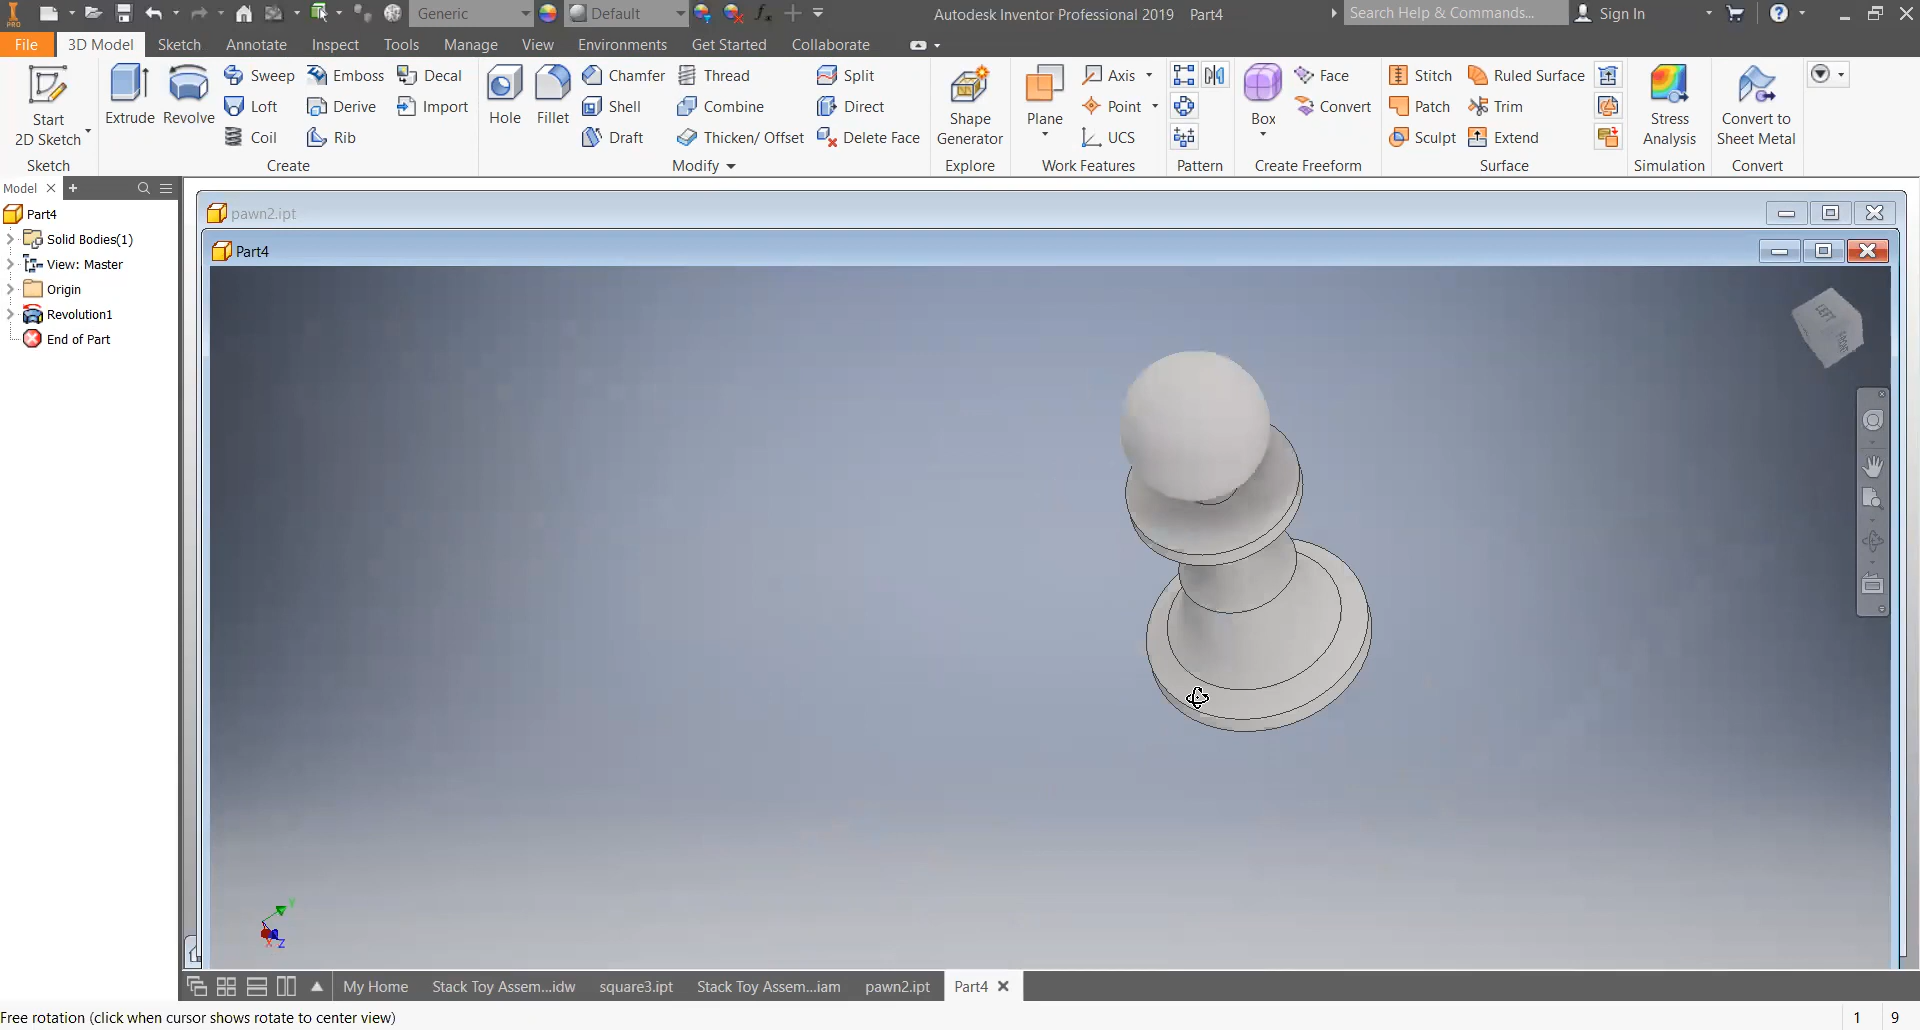 Generic
Default
Autodesk Inventor Professional 2019 Part4
Search Help & Commands...
Sign In
PRO
File
3D Model
Sketch
Annotate
Inspect
Tools
Manage
View
Environments
Get Started
Collaborate
Start
2D Sketch
Sketch
Extrude
Revolve
Sweep
Loft
Coil
Emboss
Derive
Rib
Decal
Import
Create
Hole
Fillet
Chamfer
Shell
Draft
Thread
Combine
Thicken/ Offset
Split
Direct
Delete Face
Modify
Shape
Generator
Explore
Plane
Axis
Point
UCS
Work Features
Pattern
Box
Face
Convert
Create Freeform
Stitch
Patch
Sculpt
Ruled Surface
Trim
Extend
Surface
Stress
Analysis
Simulation
Convert to
Sheet Metal
Convert
Model
Part4
Solid Bodies(1)
View: Master
Origin
Revolution1
End of Part
pawn2.ipt
Part4
LEFT
Y
X
Z
My Home
Stack Toy Assem...idw
square3.ipt
Stack Toy Assem...iam
pawn2.ipt
Part4
Free rotation (click when cursor shows rotate to center view)
1
9